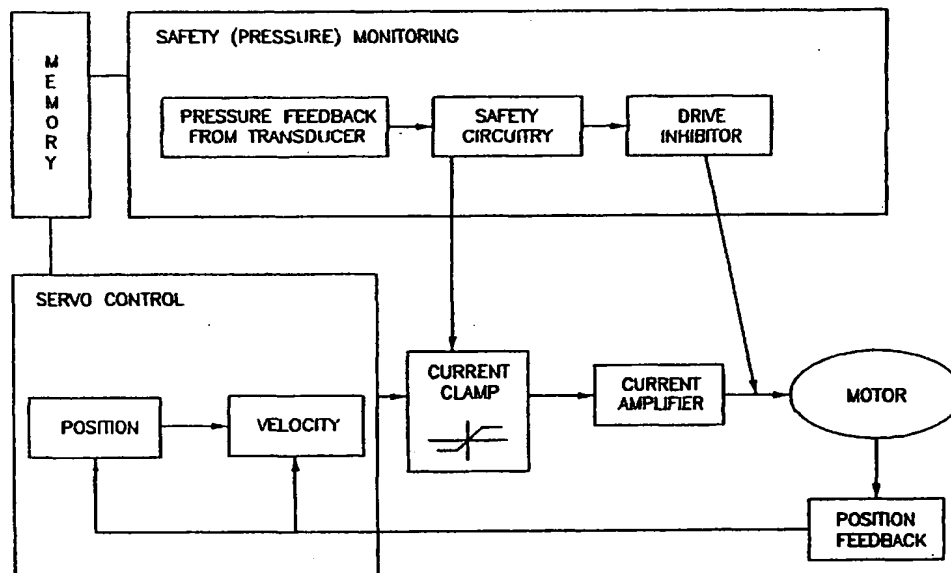 MEMORY
SAFETY (PRESSURE) MONITORING
PRESSURE FEEDBACK
FROM TRANSDUCER
SAFETY
CIRCUITRY
DRIVE
INHIBITOR
SERVO CONTROL
POSITION
VELOCITY
CURRENT
CLAMP
CURRENT
AMPLIFIER
MOTOR
POSITION
FEEDBACK